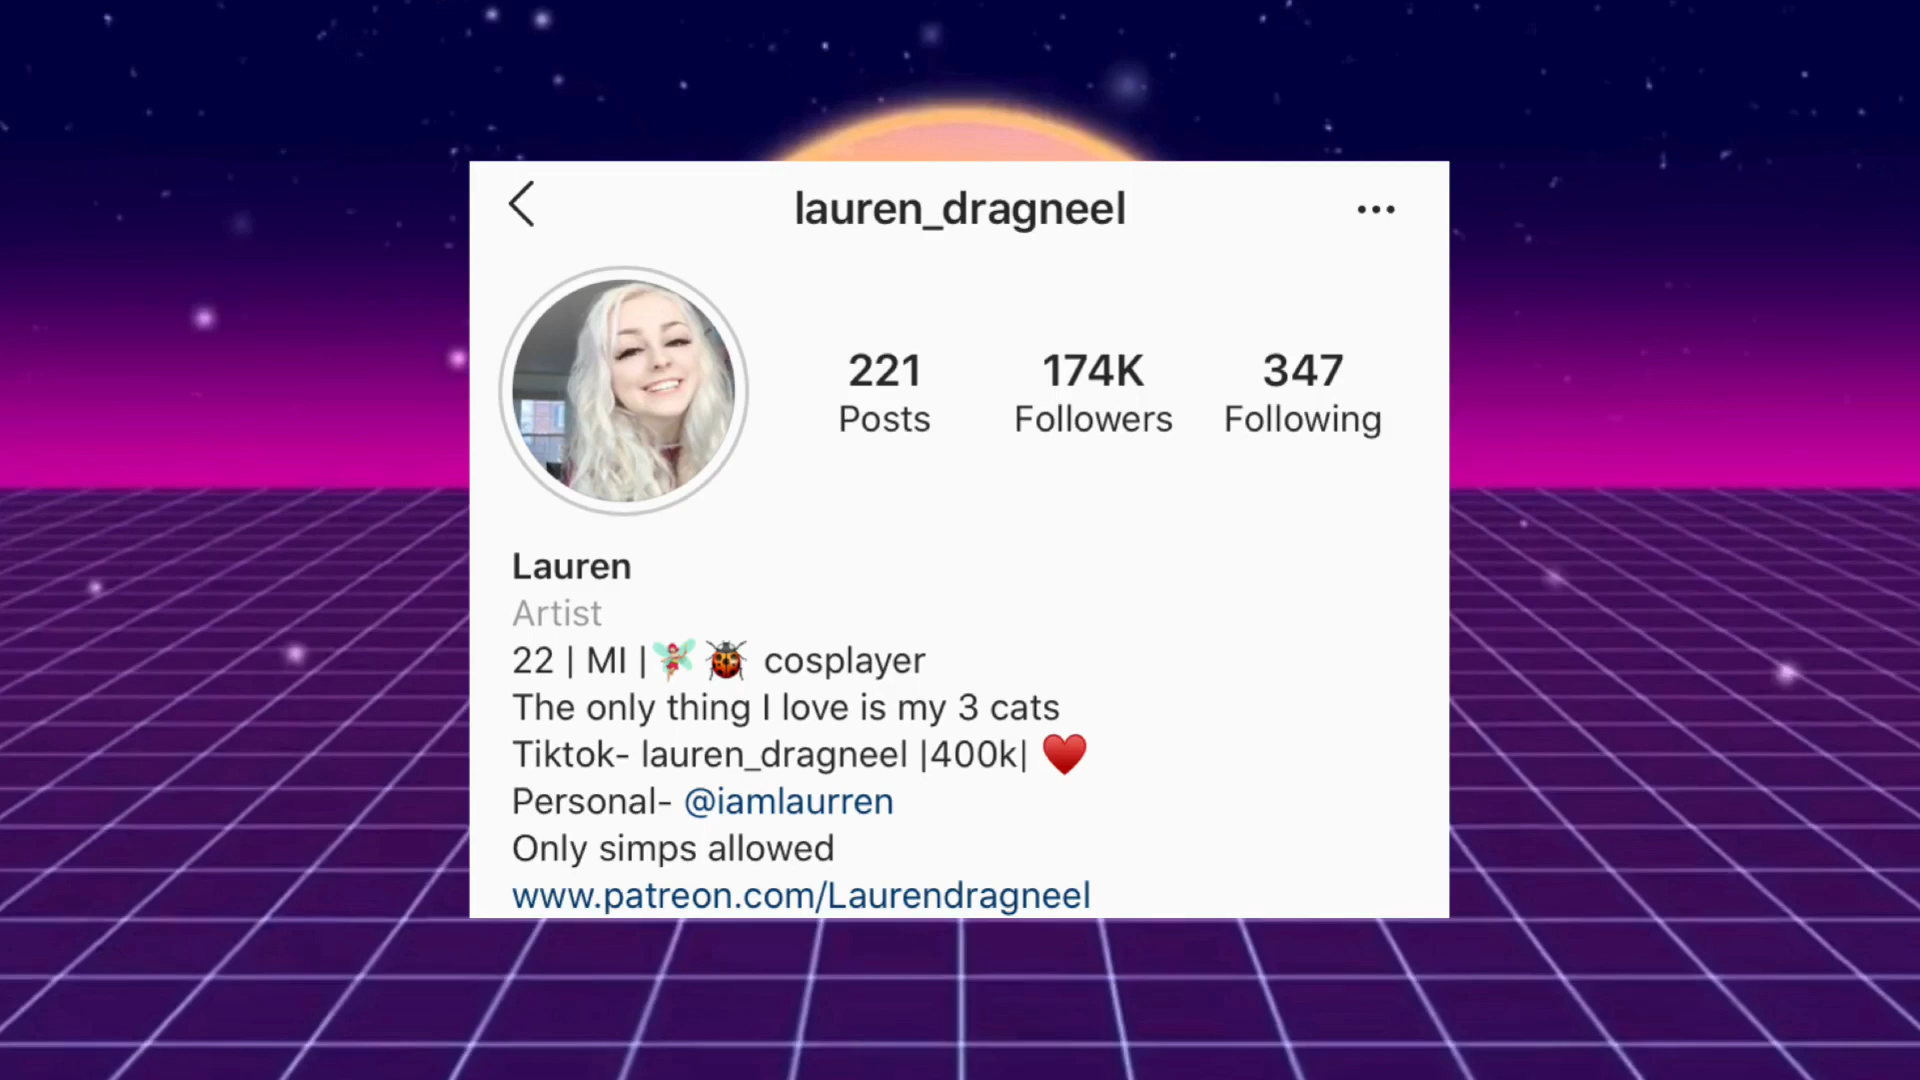 lauren_dragneel
221 174K 347
Posts Followers Following
Lauren
Artist
22 | MI |🧚🐞 cosplayer
The only thing I love is my 3 cats
Tiktok- lauren_dragneel |400k| ♥️
Personal- @iamlaurren
Only simps allowed
www.patreon.com/Laurendragneel